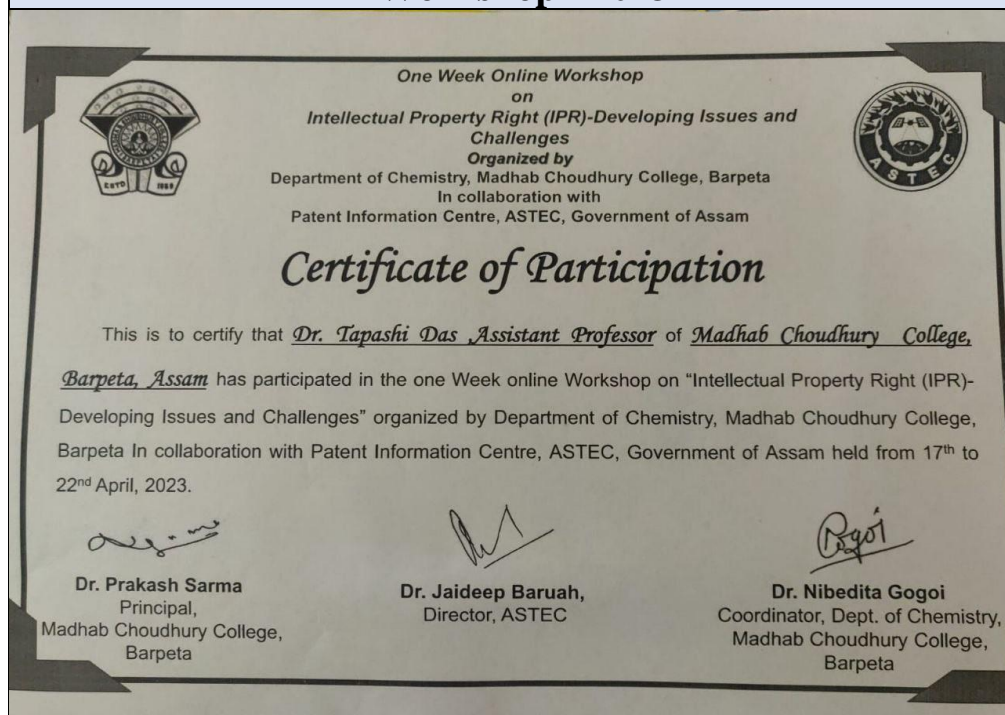 One Week Online Workshop
on
Intellectual Property Right (IPR)-Developing Issues and
Challenges
Organized by
Department of Chemistry, Madhab Choudhury College, Barpeta
In collaboration with
Patent Information Centre, ASTEC, Government of Assam
ESTD 1939
ASTEC
Certificate of Participation
This is to certify that Dr. Tapashi Das ,Assistant Professor of Madhab Choudhury College,
Barpeta, Assam has participated in the one Week online Workshop on “Intellectual Property Right (IPR)-
Developing Issues and Challenges” organized by Department of Chemistry, Madhab Choudhury College,
Barpeta In collaboration with Patent Information Centre, ASTEC, Government of Assam held from 17th to
22nd April, 2023.
Gogoi
Dr. Prakash Sarma
Principal,
Madhab Choudhury College,
Barpeta
Dr. Jaideep Baruah,
Director, ASTEC
Dr. Nibedita Gogoi
Coordinator, Dept. of Chemistry,
Madhab Choudhury College,
Barpeta